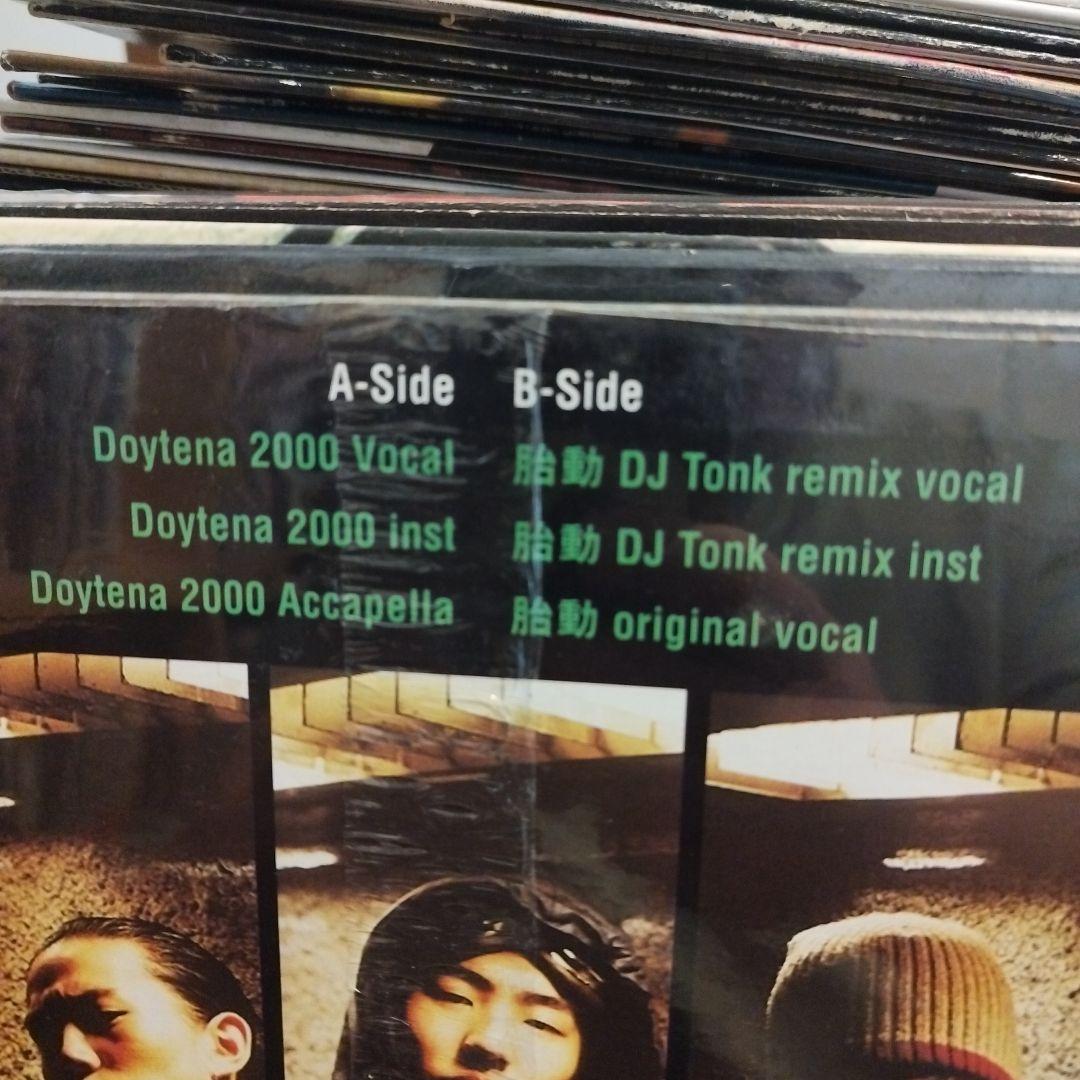 A-Side
Doytena 2000 Vocal
Doytena 2000 inst
Doytena 2000 Accapella
B-Side
胎動 DJ Tonk remix vocal
胎動 DJ Tonk remix inst
胎動 original vocal